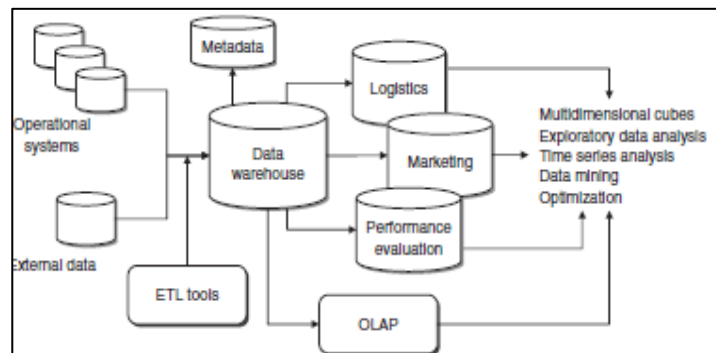 Metadata
Operational
systems
External data
ETL tools
Data
warehouse
Logistics
Marketing
Performance
evaluation
OLAP
Multidimensional cubes
Exploratory data analysis
Time series analysis
Data mining
Optimization